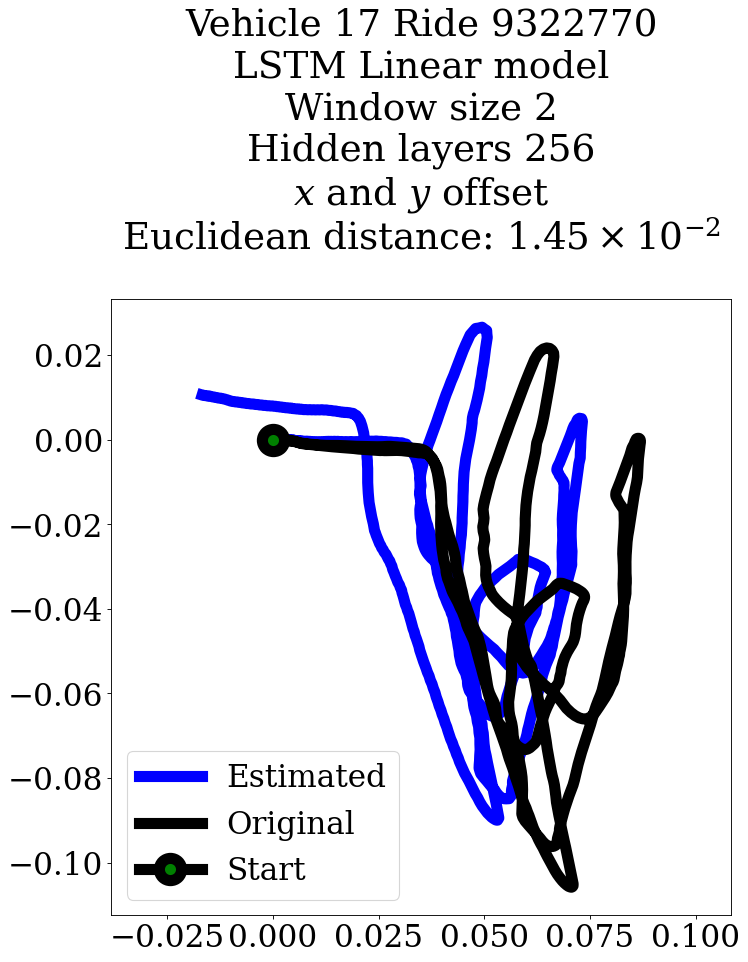 Vehicle 17 Ride 9322770
LSTM Linear model
Window size 2
Hidden layers 256
x and y offset
Euclidean distance: 1.45 × 10⁻²
0.02
0.00
−0.02
−0.04
−0.06
−0.08
−0.10
Estimated
Original
Start
−0.025 0.000 0.025 0.050 0.075 0.100